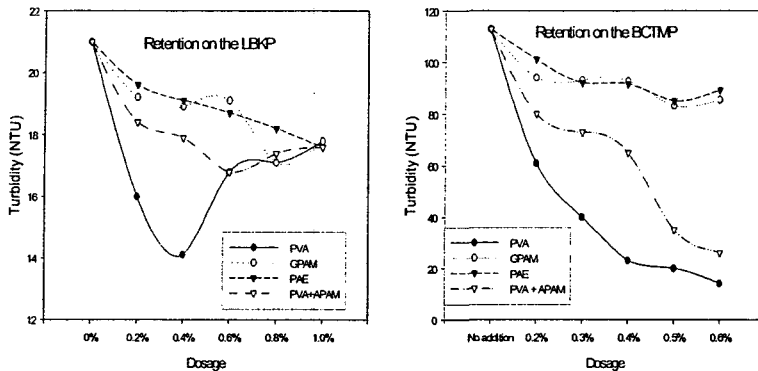 Retention on the LBKP
22
20
18
16
14
12
Turbidity (NTU)
PVA
GPAM
PAE
PVA+APAM
0%
0.2%
0.4%
0.6%
0.8%
1.0%
Dosage
Retention on the BCTMP
120
100
80
60
40
20
0
Turbidity (NTU)
PVA
GPAM
PAE
PVA + APAM
No addition
0.2%
0.3%
0.4%
0.5%
0.6%
Dosage